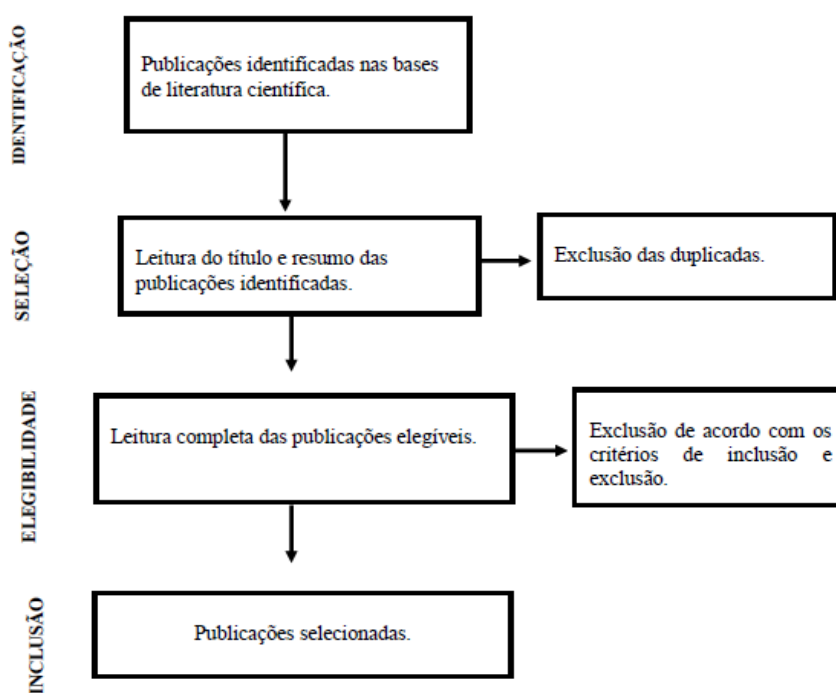 IDENTIFICAÇÃO
Publicações identificadas nas bases
de literatura científica.
SELEÇÃO
Leitura do título e resumo das
publicações identificadas.
Exclusão das duplicadas.
ELEGIBILIDADE
Leitura completa das publicações elegíveis.
Exclusão de acordo com os
critérios de inclusão e
exclusão.
INCLUSÃO
Publicações selecionadas.